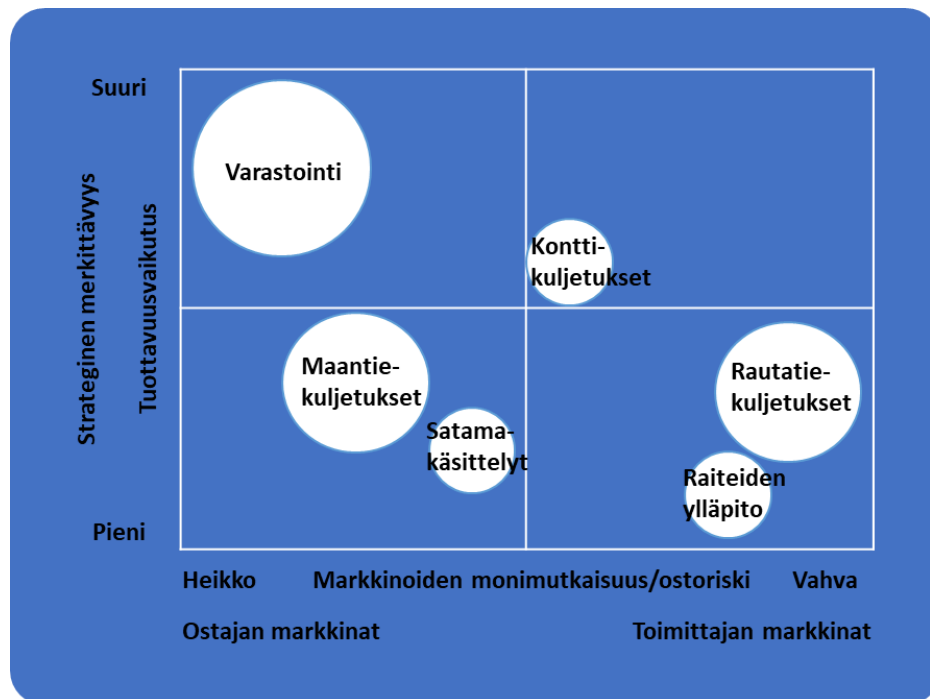 Suuri
Strateginen merkittävyys
Tuottavuusvaikutus
Pieni
Varastointi
Kontti-
kuljetukset
Maantie-
kuljetukset
Satama-
käsittelyt
Rautatie-
kuljetukset
Raiteiden
ylläpito
Heikko Markkinoiden monimutkaisuus/ostoriski Vahva
Ostajan markkinat Toimittajan markkinat